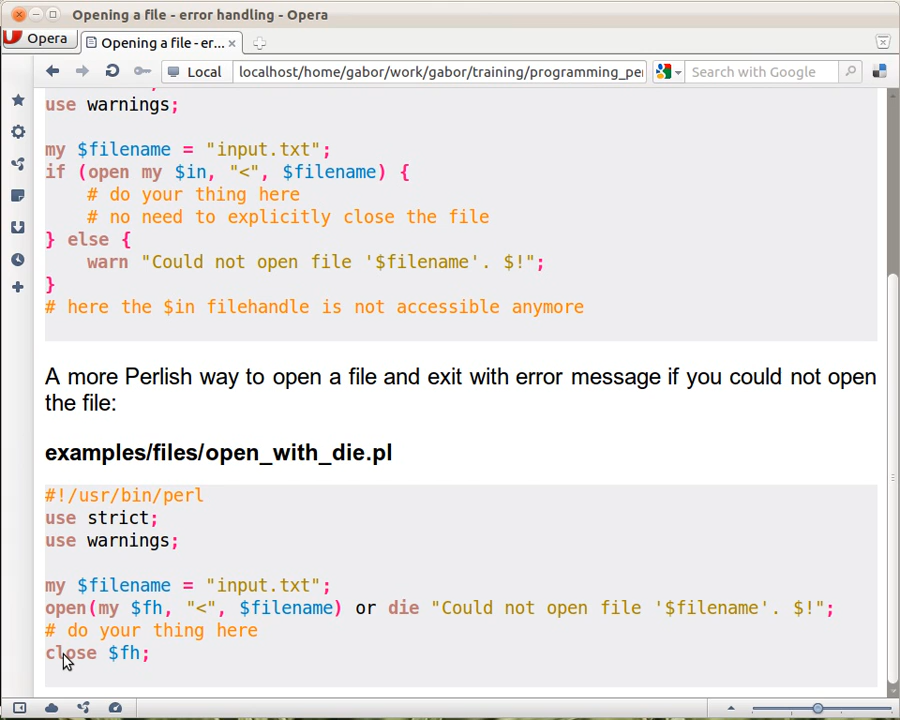 Opening a file - error handling - Opera
Opera
Opening a file - er...
Local
localhost/home/gabor/work/gabor/training/programming_per
Search with Google
use warnings;
my $filename = "input.txt";
if (open my $in, "<", $filename) {
# do your thing here
# no need to explicitly close the file
} else {
warn "Could not open file '$filename'. $!";
}
# here the $in filehandle is not accessible anymore
A more Perlish way to open a file and exit with error message if you could not open
the file:
examples/files/open_with_die.pl
#!/usr/bin/perl
use strict;
use warnings;
my $filename = "input.txt";
open(my $fh, "<", $filename) or die "Could not open file '$filename'. $!";
# do your thing here
close $fh;